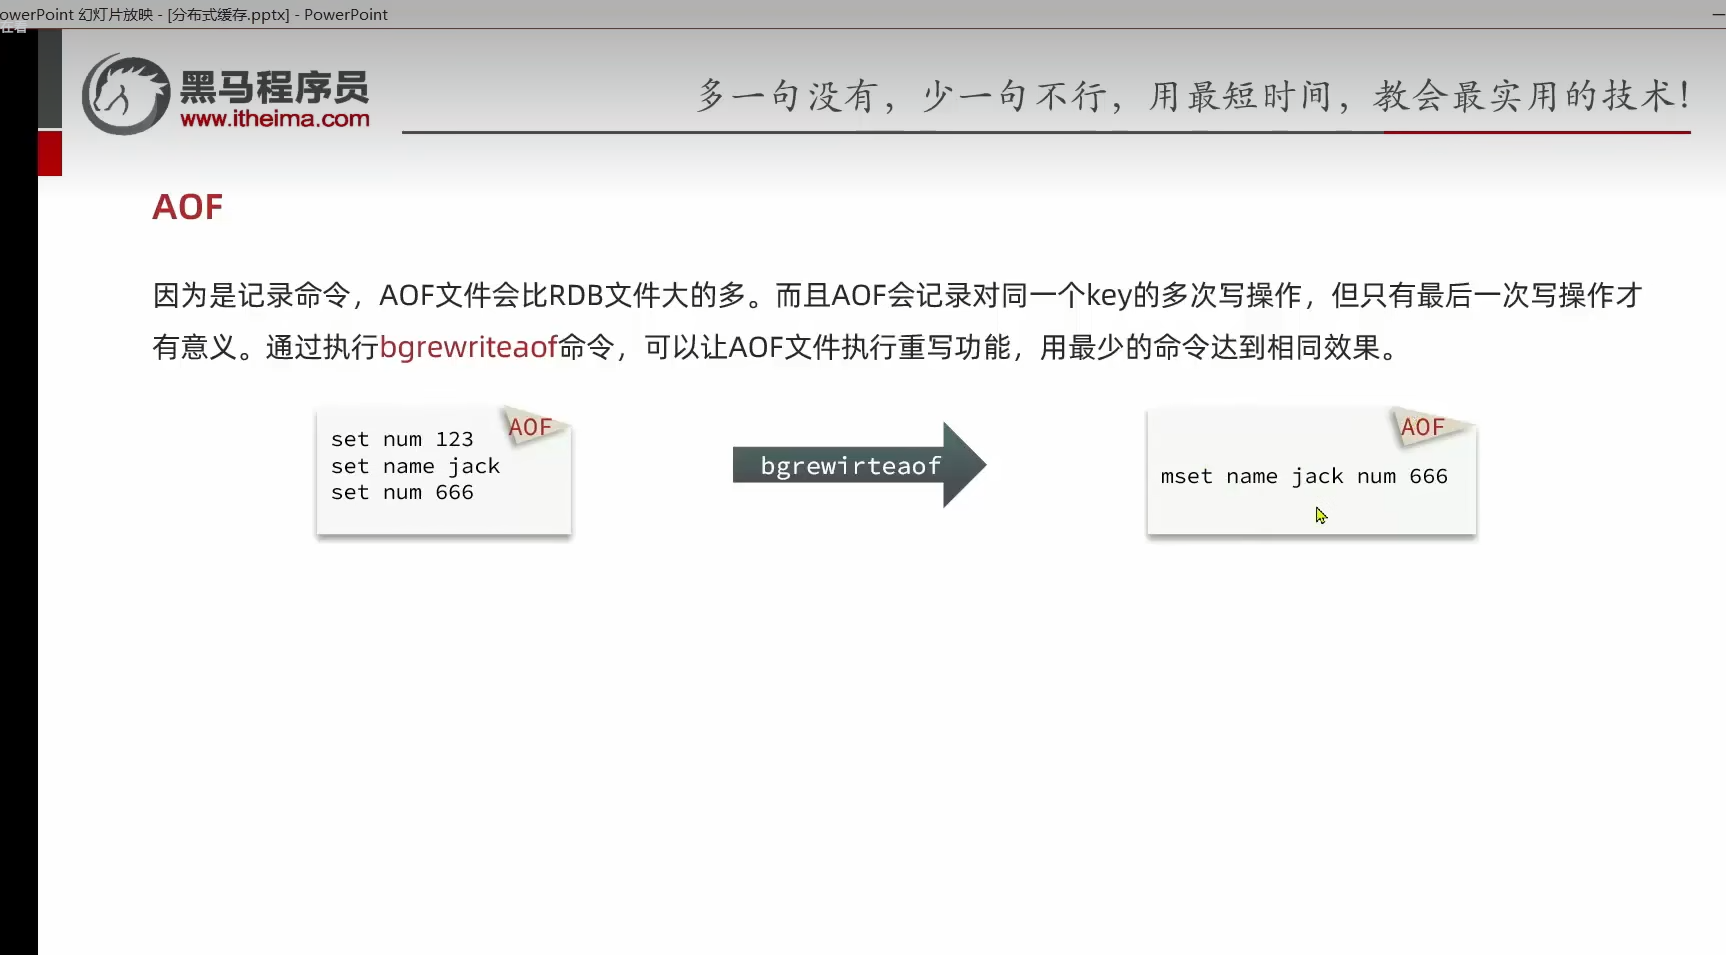 owerPoint 幻灯片放映 - [分布式缓存.pptx] - PowerPoint
在看
黑马程序员
www.itheima.com
多一句没有，少一句不行，用最短时间，教会最实用的技术！
AOF
因为是记录命令，AOF文件会比RDB文件大的多。而且AOF会记录对同一个key的多次写操作，但只有最后一次写操作才
有意义。通过执行bgrewriteaof命令，可以让AOF文件执行重写功能，用最少的命令达到相同效果。
AOF
set num 123
set name jack
set num 666
bgrewirteaof
AOF
mset name jack num 666